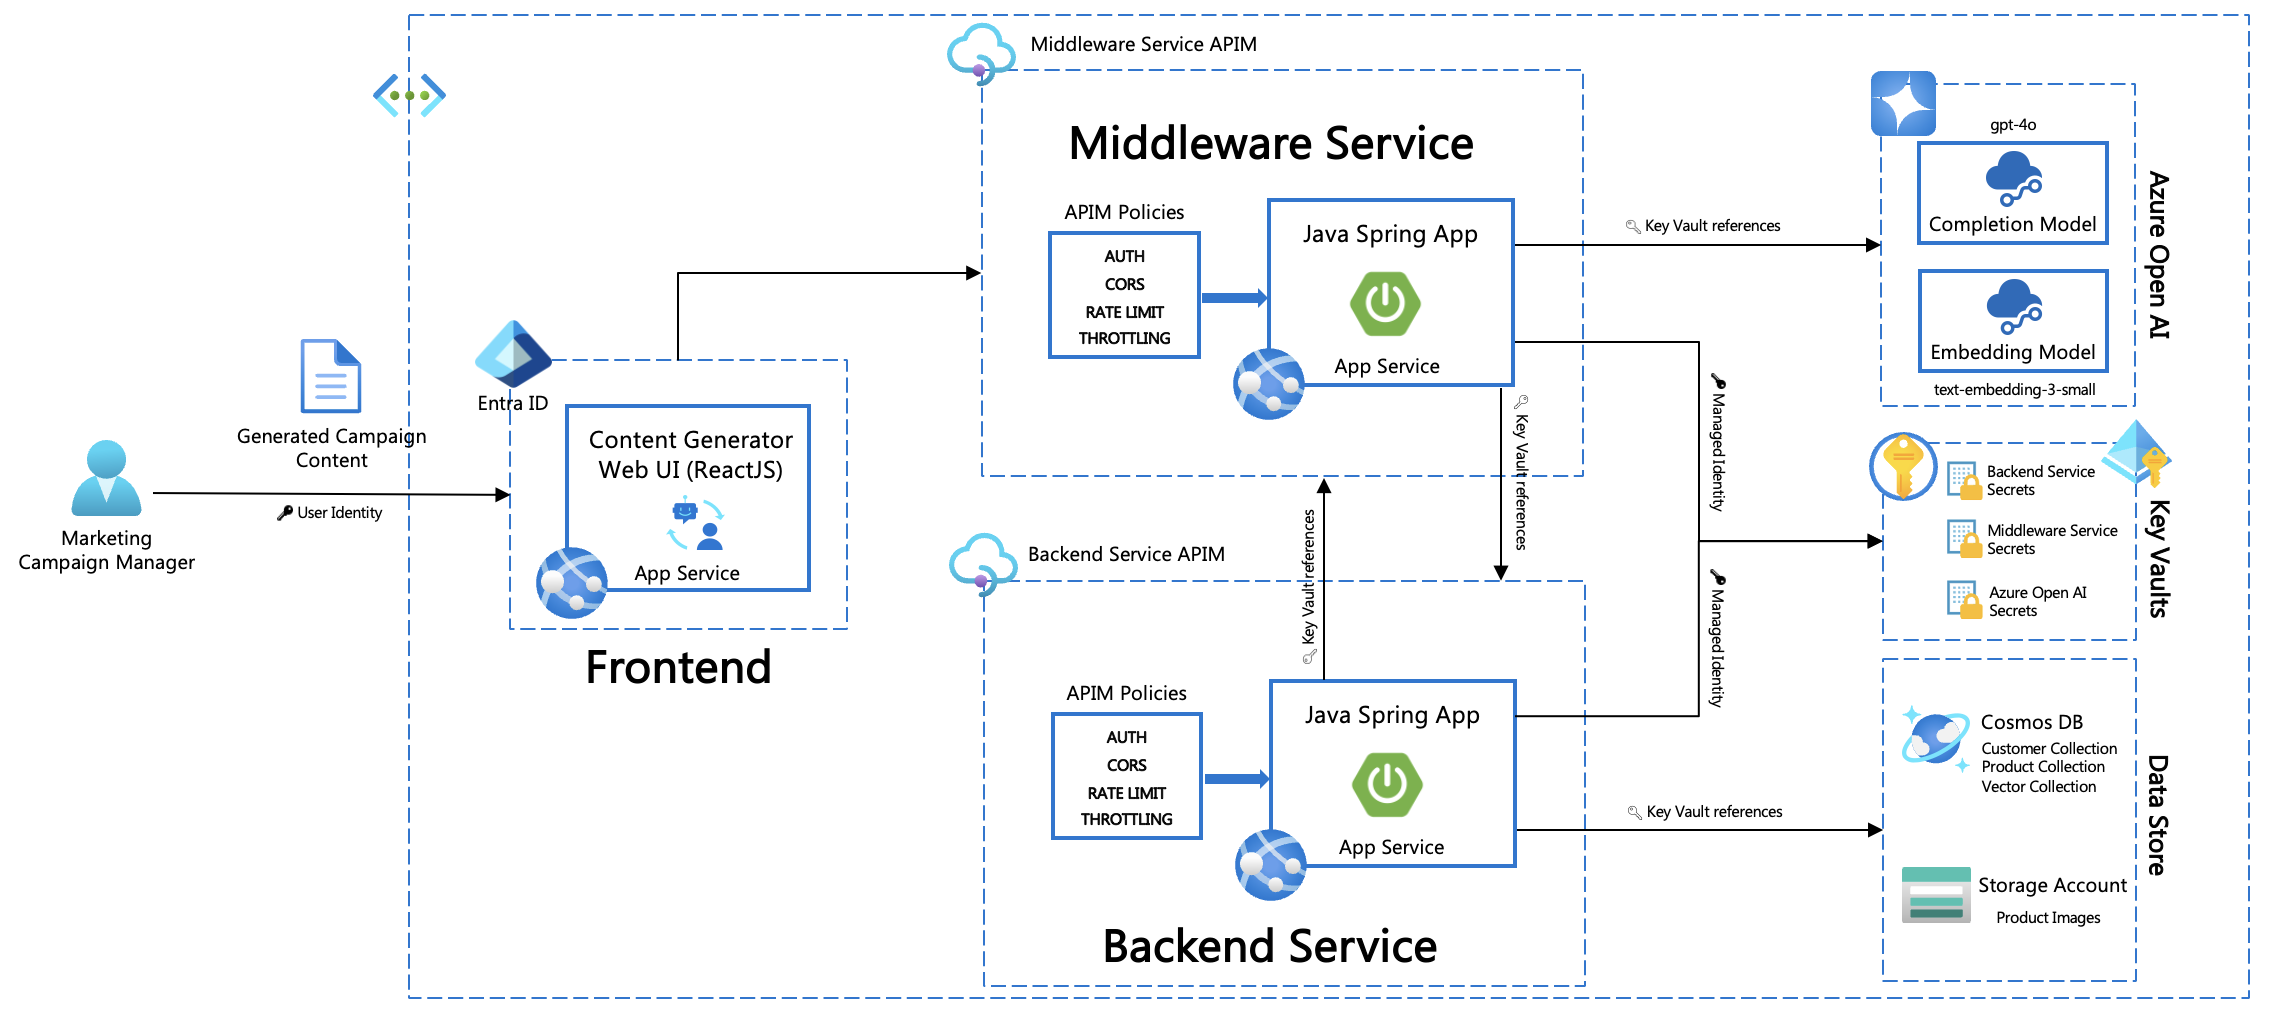 Middleware Service APIM
Middleware Service
APIM Policies
AUTH
CORS
RATE LIMIT
THROTTLING
Java Spring App
App Service
Key Vault references
gpt-4o
Completion Model
Embedding Model
text-embedding-3-small
Azure Open AI
Entra ID
Generated Campaign
Content
User Identity
Marketing
Campaign Manager
Content Generator
Web UI (ReactJS)
App Service
Frontend
Key Vault references
Key Vault references
Managed Identity
Managed Identity
Backend Service
Secrets
Middleware Service
Secrets
Azure Open AI
Secrets
Key Vaults
Backend Service APIM
APIM Policies
AUTH
CORS
RATE LIMIT
THROTTLING
Java Spring App
App Service
Backend Service
Key Vault references
Cosmos DB
Customer Collection
Product Collection
Vector Collection
Storage Account
Product Images
Data Store